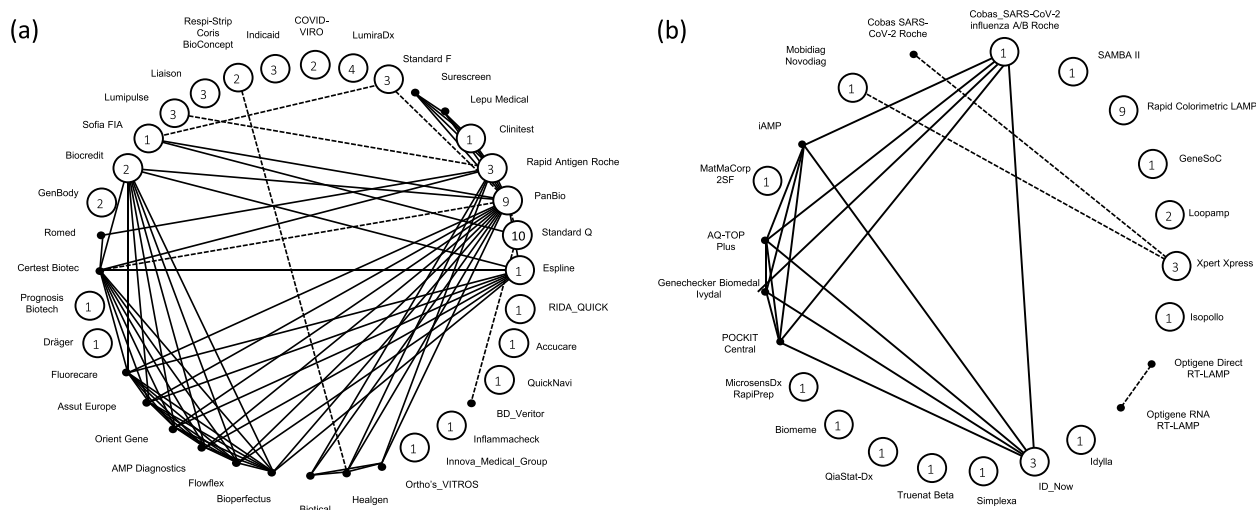 (a)
Respi-Strip
Coris
BioConcept
Indicaid
COVID-
VIRO
LumiraDx
Standard F
Surescreen
Lepu Medical
Clinitest
Rapid Antigen Roche
PanBio
Standard Q
Espline
RIDA_QUICK
Accucare
QuickNavi
BD_Veritor
Inflammacheck
Innova_Medical_Group
Ortho's_VITROS
Healgen
Biotical
Bioperfectus
Flowflex
AMP Diagnostics
Orient Gene
Assut Europe
Fluorecare
Dräger
Prognosis
Biotech
Certest Biotec
Romed
GenBody
Biocredit
Sofia FIA
Lumipulse
Liaison
2
3
2
4
3
1
3
9
10
1
1
1
1
1
1
1
1
2
2
1
3
3
(b)
Cobas SARS-
CoV-2 Roche
Cobas_SARS-CoV-2
influenza A/B Roche
SAMBA II
Rapid Colorimetric LAMP
GeneSoC
Loopamp
Xpert Xpress
Isopollo
Optigene Direct
RT-LAMP
Optigene RNA
RT-LAMP
Idylla
ID_Now
Simplexa
Truenat Beta
QiaStat-Dx
Biomeme
MicrosensDx
RapiPrep
POCKIT
Central
Genechecker Biomedal
Ivydal
AQ-TOP
Plus
MatMaCorp
2SF
iAMP
Mobidiag
Novodiag
1
1
9
1
2
3
1
1
3
1
1
1
1
1
1
1